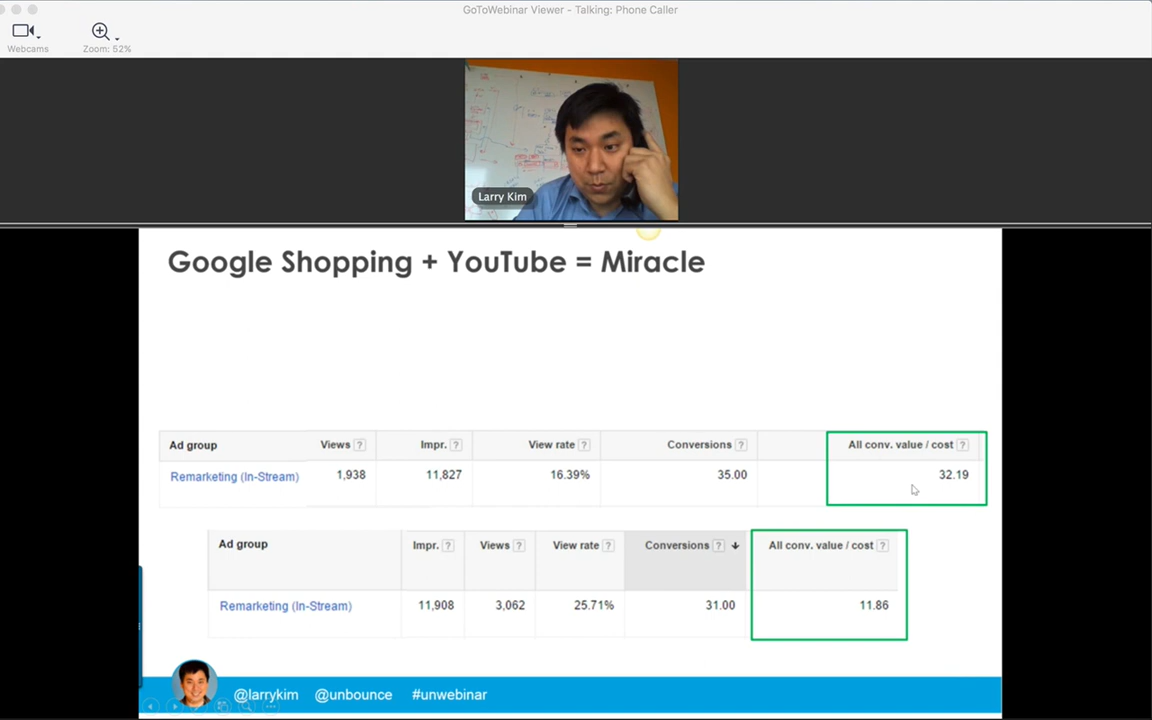 GoToWebinar Viewer - Talking: Phone Caller
Webcams
Zoom: 52%
Larry Kim
Google Shopping + YouTube = Miracle
Ad group Views ? Impr. ? View rate ? Conversions ? All conv. value / cost ?
Remarketing (In-Stream) 1,938 11,827 16.39% 35.00 32.19
Ad group Impr. ? Views ? View rate ? Conversions ? All conv. value / cost ?
Remarketing (In-Stream) 11,908 3,062 25.71% 31.00 11.86
@larrykim @unbounce #unwebinar